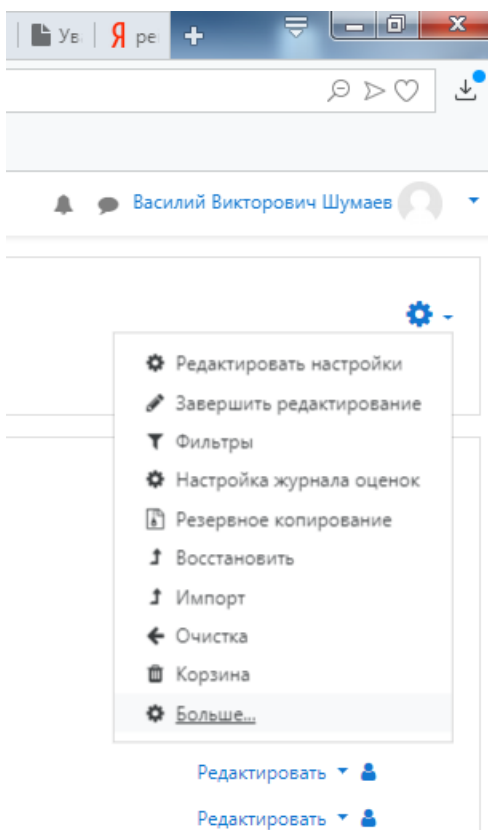 Ув
Я ре
Василий Викторович Шумаев
Редактировать настройки
Завершить редактирование
Фильтры
Настройка журнала оценок
Резервное копирование
Восстановить
Импорт
Очистка
Корзина
Больше...
Редактировать
Редактировать